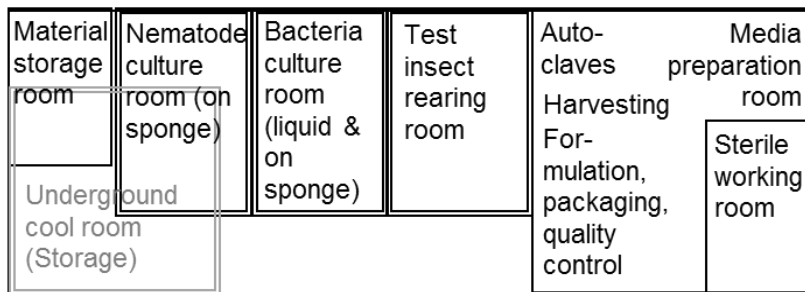 Material
storage
room
Nematode
culture
room (on
sponge)
Bacteria
culture
room
(liquid &
on
sponge)
Test
insect
rearing
room
Auto-
claves
Media
preparation
room
Harvesting
For-
mulation,
packaging,
quality
control
Sterile
working
room
Underground
cool room
(Storage)